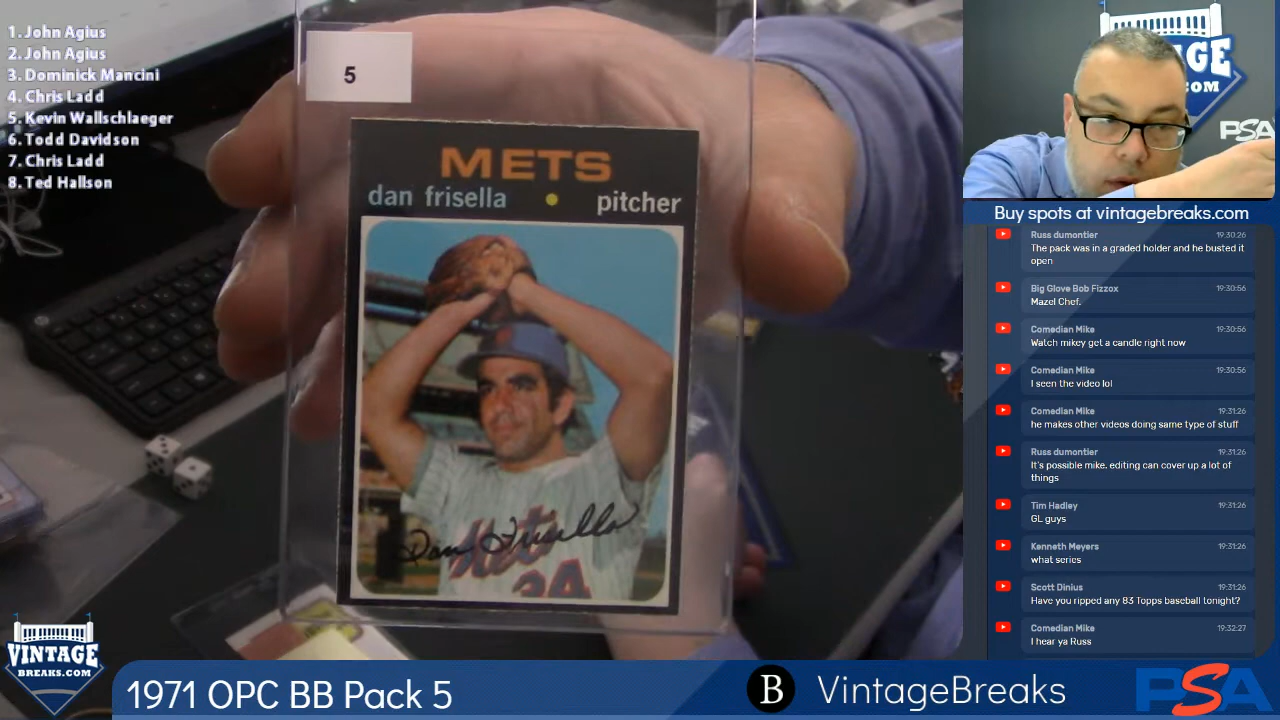 1. John Agius
2. John Agius
3. Dominick Mancini
4. Chris Ladd
5. Kevin Wallschlaeger
6. Todd Davidson
7. Chris Ladd
8. Ted Hallson
5
METS
dan frisella • pitcher
Mets
34
Dan Frisella
VINTAGE
BREAKS.COM
1971 OPC BB Pack 5
B VintageBreaks
PSA
.COM
PSA
Buy spots at vintagebreaks.com
Russ dumontier 19:30:26
The pack was in a graded holder and he busted it
open
Big Glove Bob Fizzox 19:30:56
Mazel Chef.
Comedian Mike 19:30:56
Watch mikey get a candle right now
Comedian Mike 19:30:56
I seen the video lol
Comedian Mike 19:31:26
he makes other videos doing same type of stuff
Russ dumontier 19:31:26
It's possible mike. editing can cover up a lot of
things
Tim Hadley 19:31:26
GL guys
Kenneth Meyers 19:31:26
what series
Scott Dinius 19:31:26
Have you ripped any 83 Topps baseball tonight?
Comedian Mike 19:32:27
I hear ya Russ